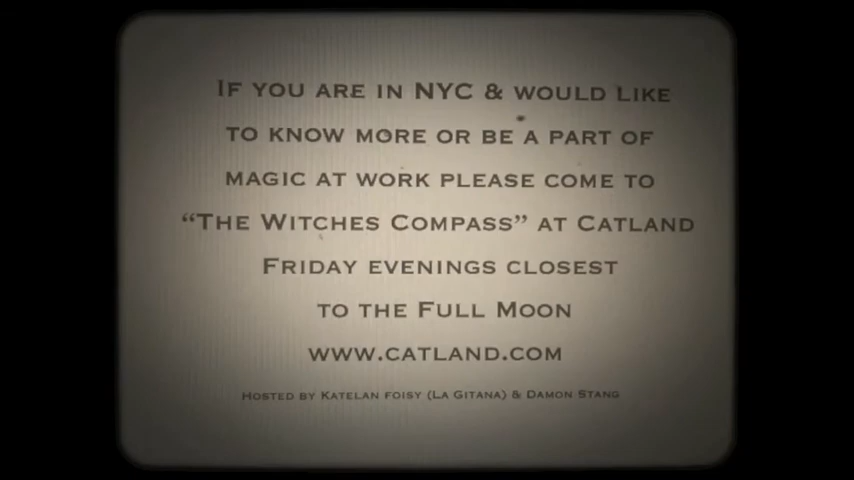 If you are in NYC & would like
to know more or be a part of
magic at work please come to
“The Witches Compass” at Catland
Friday evenings closest
to the Full Moon
www.catland.com
Hosted by Katelan foisy (La Gitana) & Damon Stang